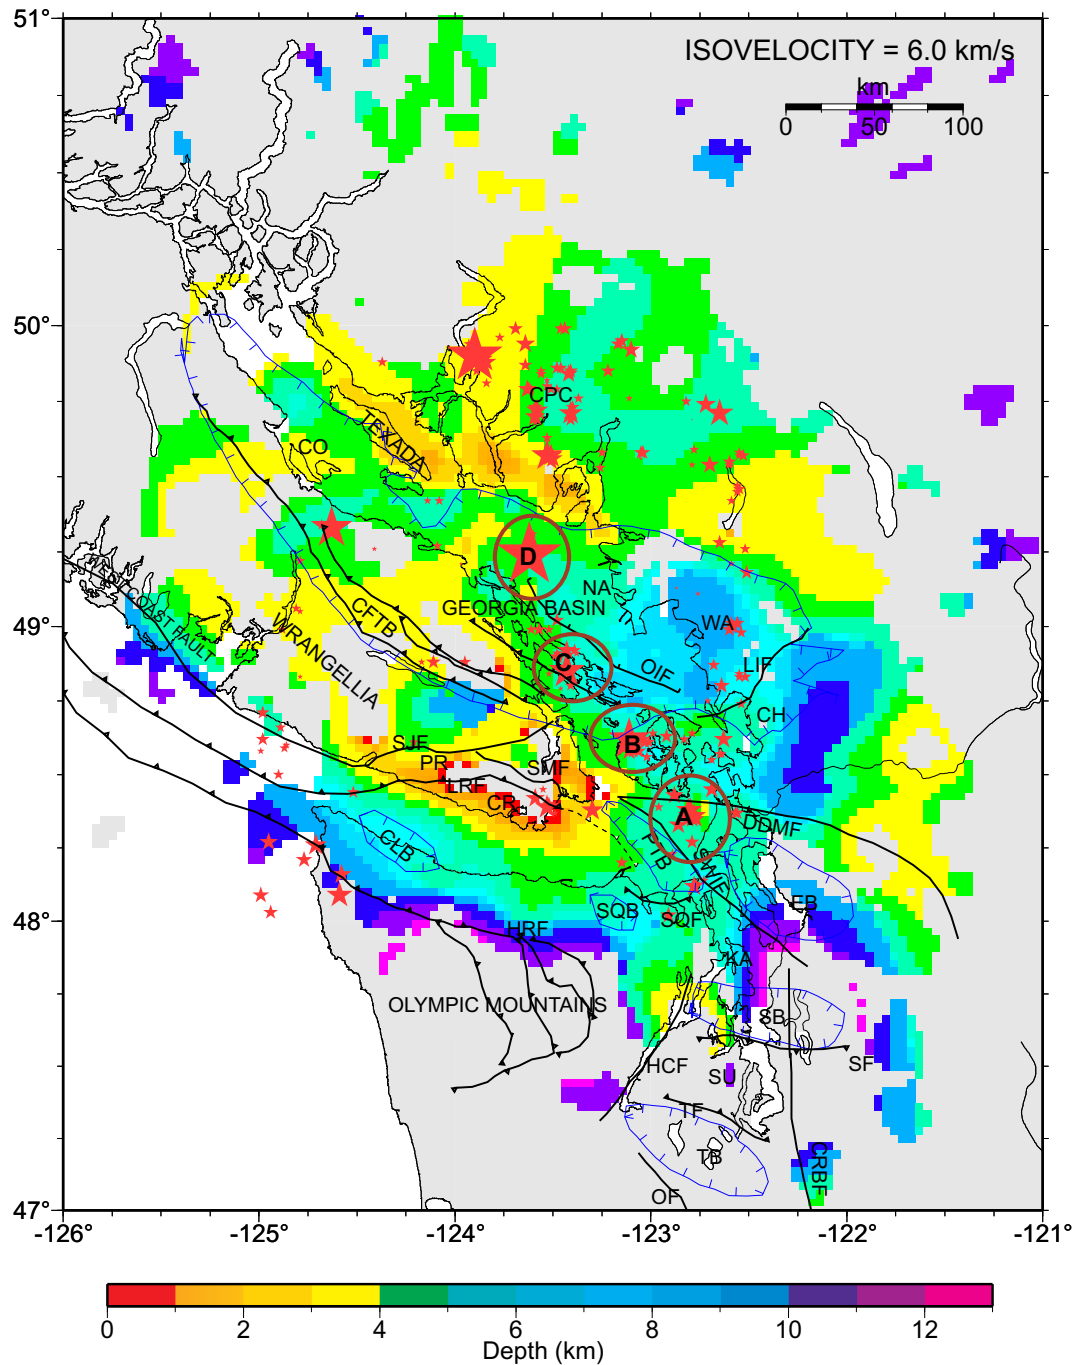 51°
ISOVELOCITY = 6.0 km/s
km
0 50 100
50°
CPC
TEXADA
CO
D
NA
GEORGIA BASIN
WEST COAST FAULT
CFTB
WRANGELLIA
49°
WA
C
OIF
LIF
CH
SJF
B
PR
SMF
LRF
CR
A
DDMF
CLB
PTB
SWIF
SQB
SQF
EB
48°
HRF
KA
OLYMPIC MOUNTAINS
SB
HCF
SU
SF
TF
TB
CRBF
OF
47°
-126° -125° -124° -123° -122° -121°
0 2 4 6 8 10 12
Depth (km)